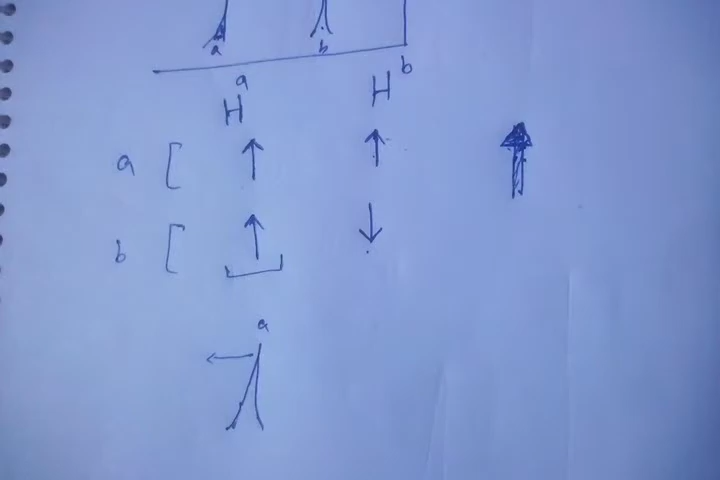 a b
H^a H^b
a [ ↑ ↑
b [ ↑ ↓
a